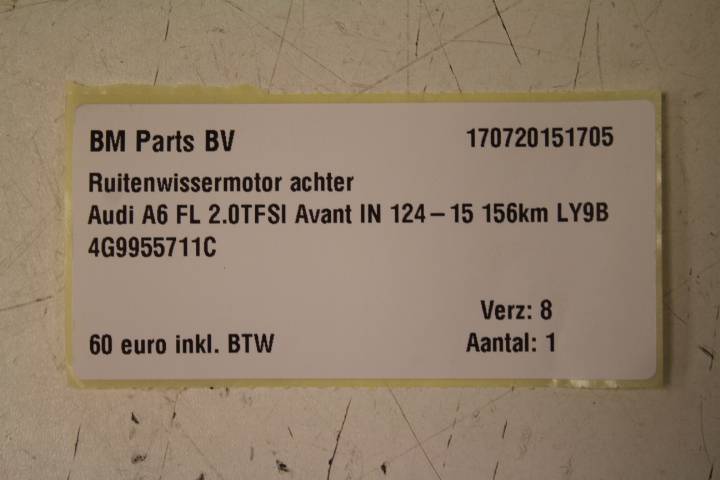 BM Parts BV 170720151705
Ruitenwissermotor achter
Audi A6 FL 2.0TFSI Avant IN 124-15 156km LY9B
4G9955711C
Verz: 8
60 euro inkl. BTW Aantal: 1